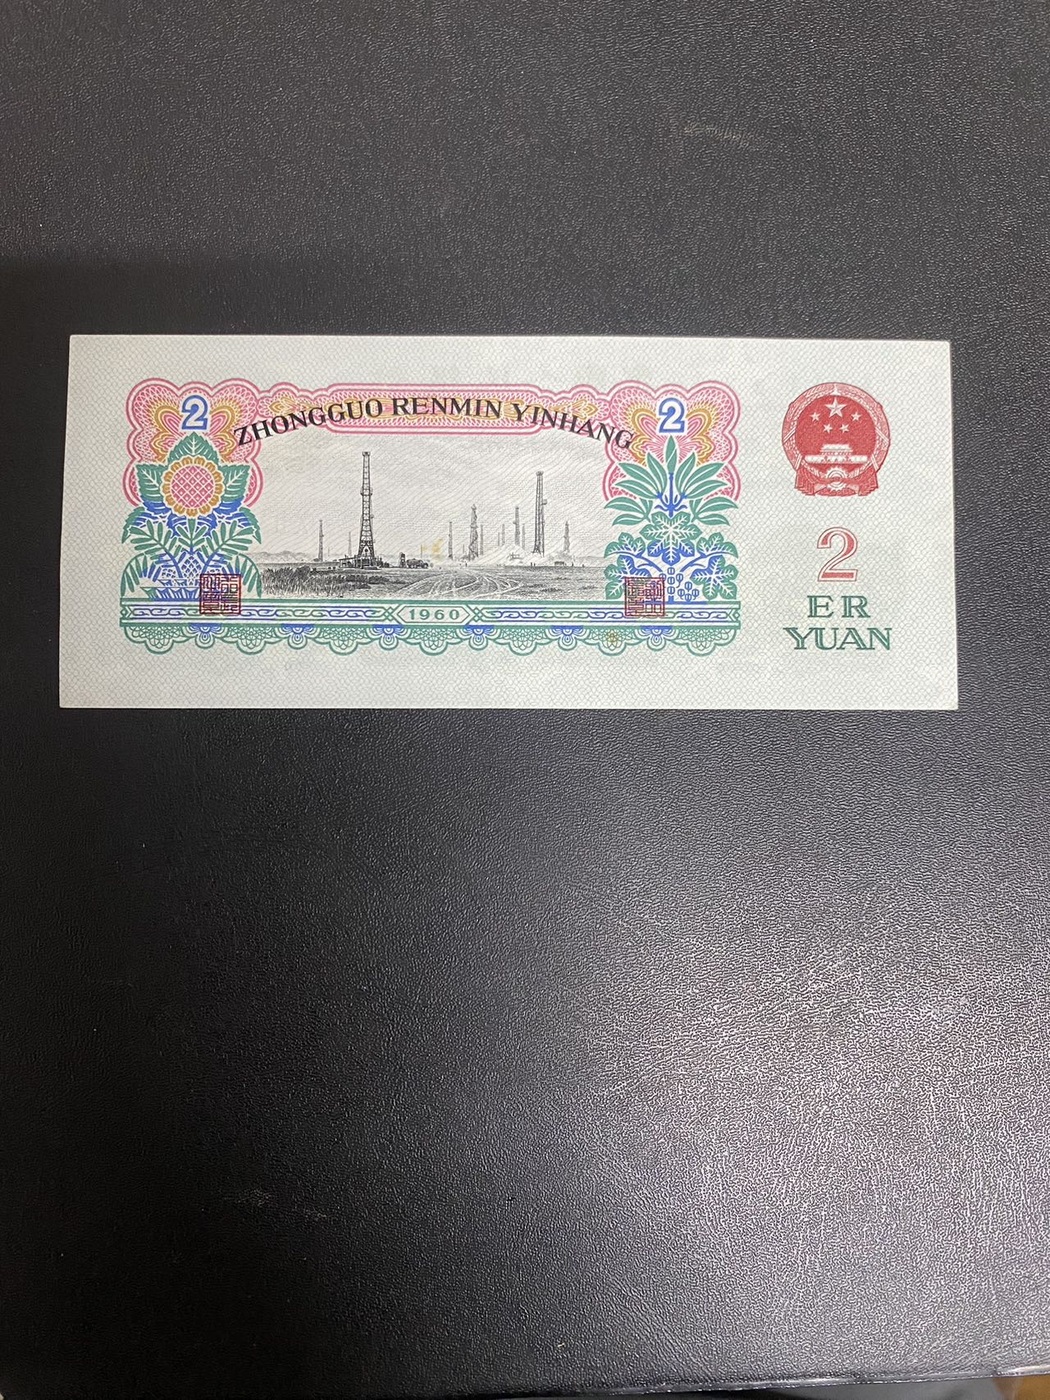 2
ZHONGGUO RENMIN YINHANG
2
1960
2
ER
YUAN